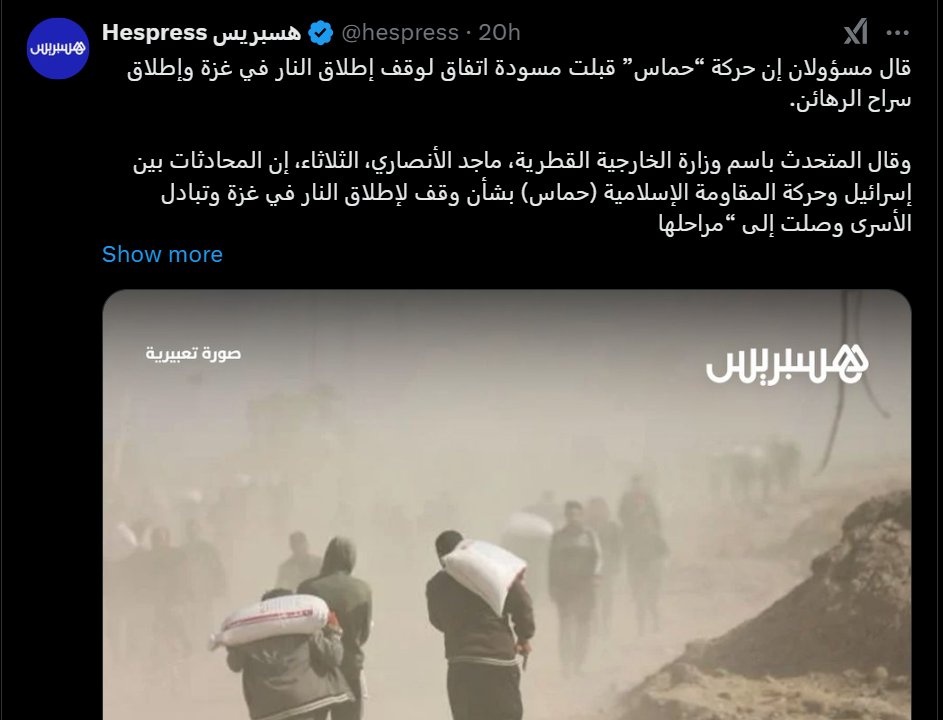 هسبريس
Hespress هسبريس @hespress · 20h
قال مسؤولان إن حركة “حماس” قبلت مسودة اتفاق لوقف إطلاق النار في غزة وإطلاق
سراح الرهائن.
وقال المتحدث باسم وزارة الخارجية القطرية، ماجد الأنصاري، الثلاثاء، إن المحادثات بين
إسرائيل وحركة المقاومة الإسلامية (حماس) بشأن وقف لإطلاق النار في غزة وتبادل
الأسرى وصلت إلى “مراحلها
Show more
هسبريس
صورة تعبيرية